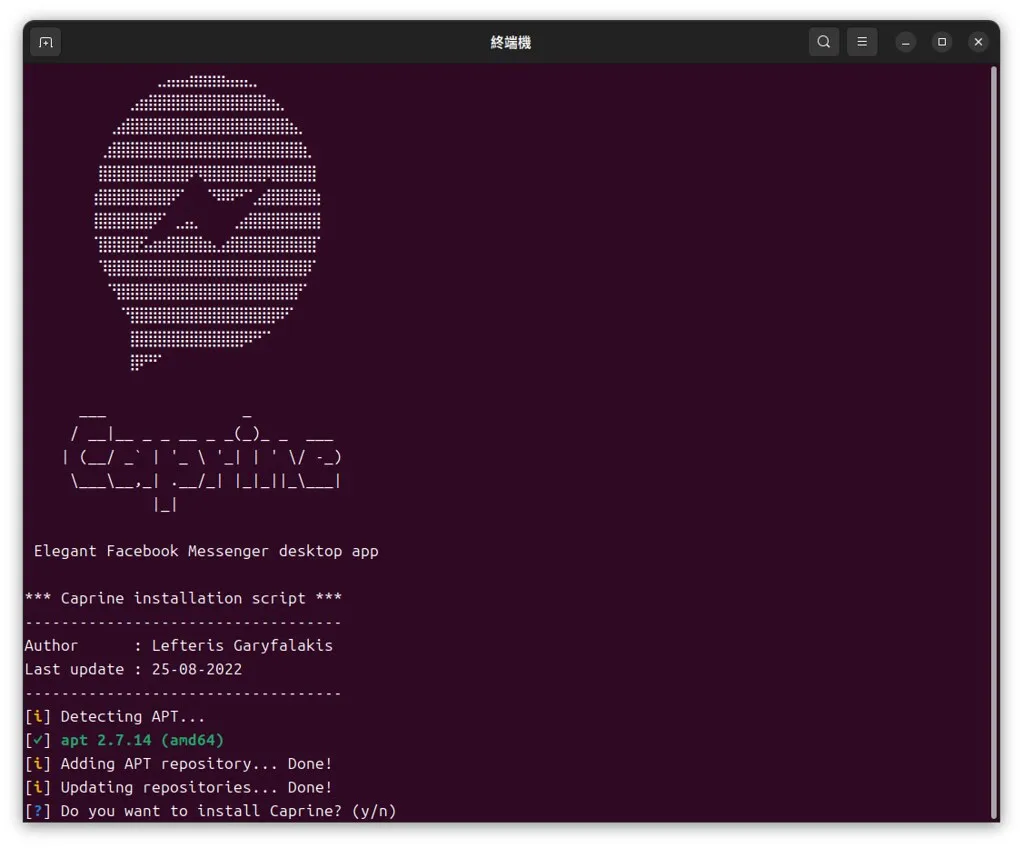 終端機
Caprine
Elegant Facebook Messenger desktop app
*** Caprine installation script ***
-----------------------------------
Author      : Lefteris Garyfalakis
Last update : 25-08-2022
-----------------------------------
[i] Detecting APT...
[✓] apt 2.7.14 (amd64)
[i] Adding APT repository... Done!
[i] Updating repositories... Done!
[?] Do you want to install Caprine? (y/n)